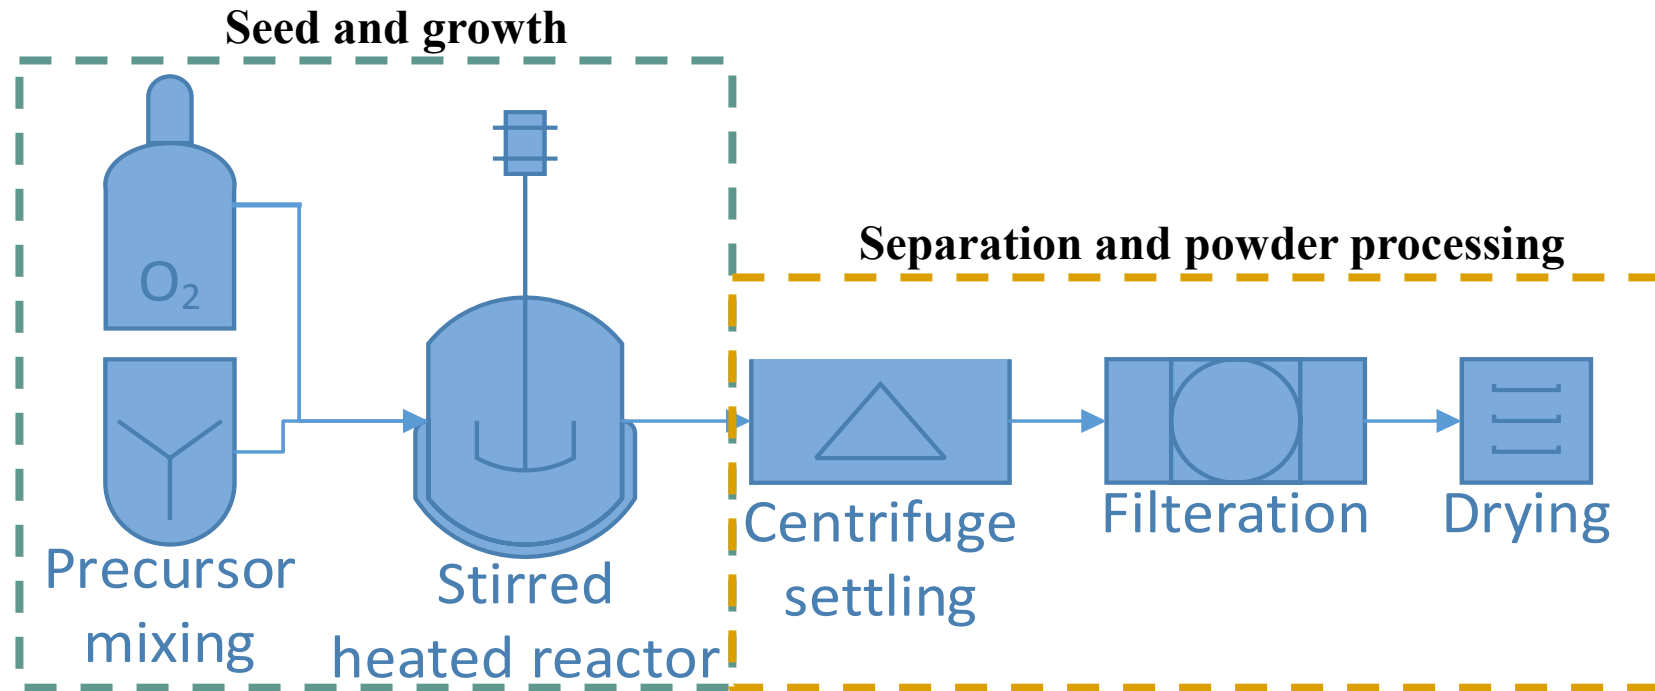 Seed and growth
O₂
Precursor
mixing
Stirred
heated reactor
Separation and powder processing
Centrifuge
settling
Filteration
Drying